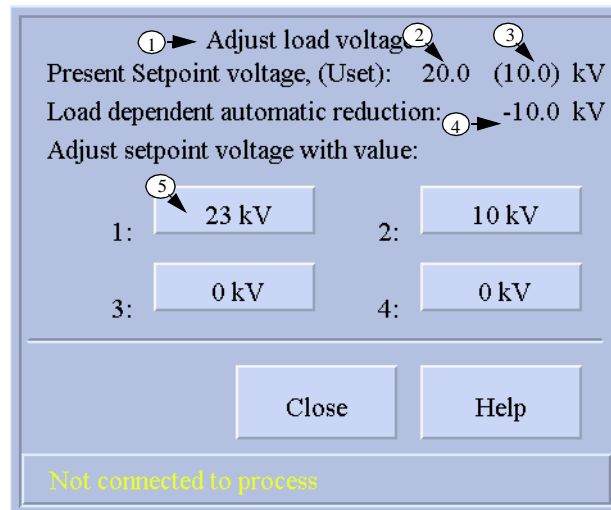 1 Adjust load voltage 2 3
Present Setpoint voltage, (Uset): 20.0 (10.0) kV
Load dependent automatic reduction: 4 -10.0 kV
Adjust setpoint voltage with value:
5
1: 23 kV 2: 10 kV
3: 0 kV 4: 0 kV
Close Help
Not connected to process